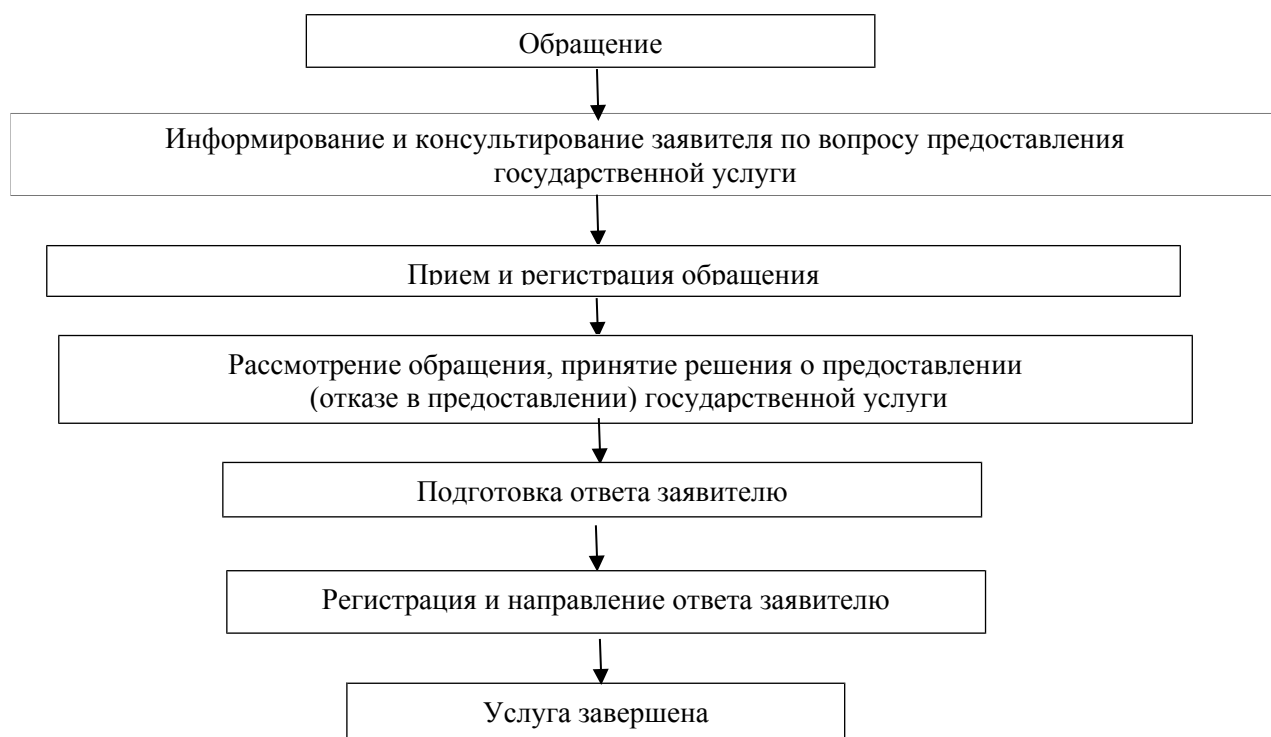 Обращение
Информирование и консультирование заявителя по вопросу предоставления
государственной услуги
Прием и регистрация обращения
Рассмотрение обращения, принятие решения о предоставлении
(отказе в предоставлении) государственной услуги
Подготовка ответа заявителю
Регистрация и направление ответа заявителю
Услуга завершена